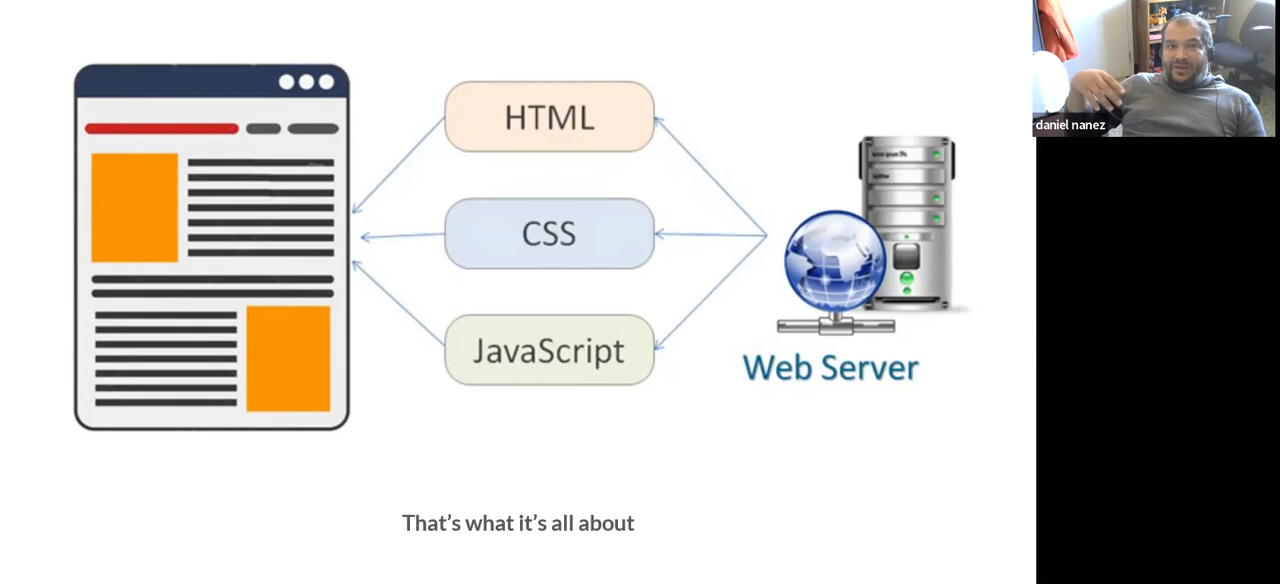 HTML
CSS
JavaScript
Web Server
That's what it's all about
daniel nanez